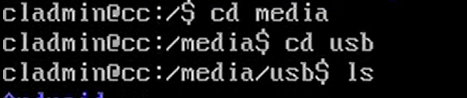 cladmin@cc:/$ cd media
cladmin@cc:/media$ cd usb
cladmin@cc:/media/usb$ ls